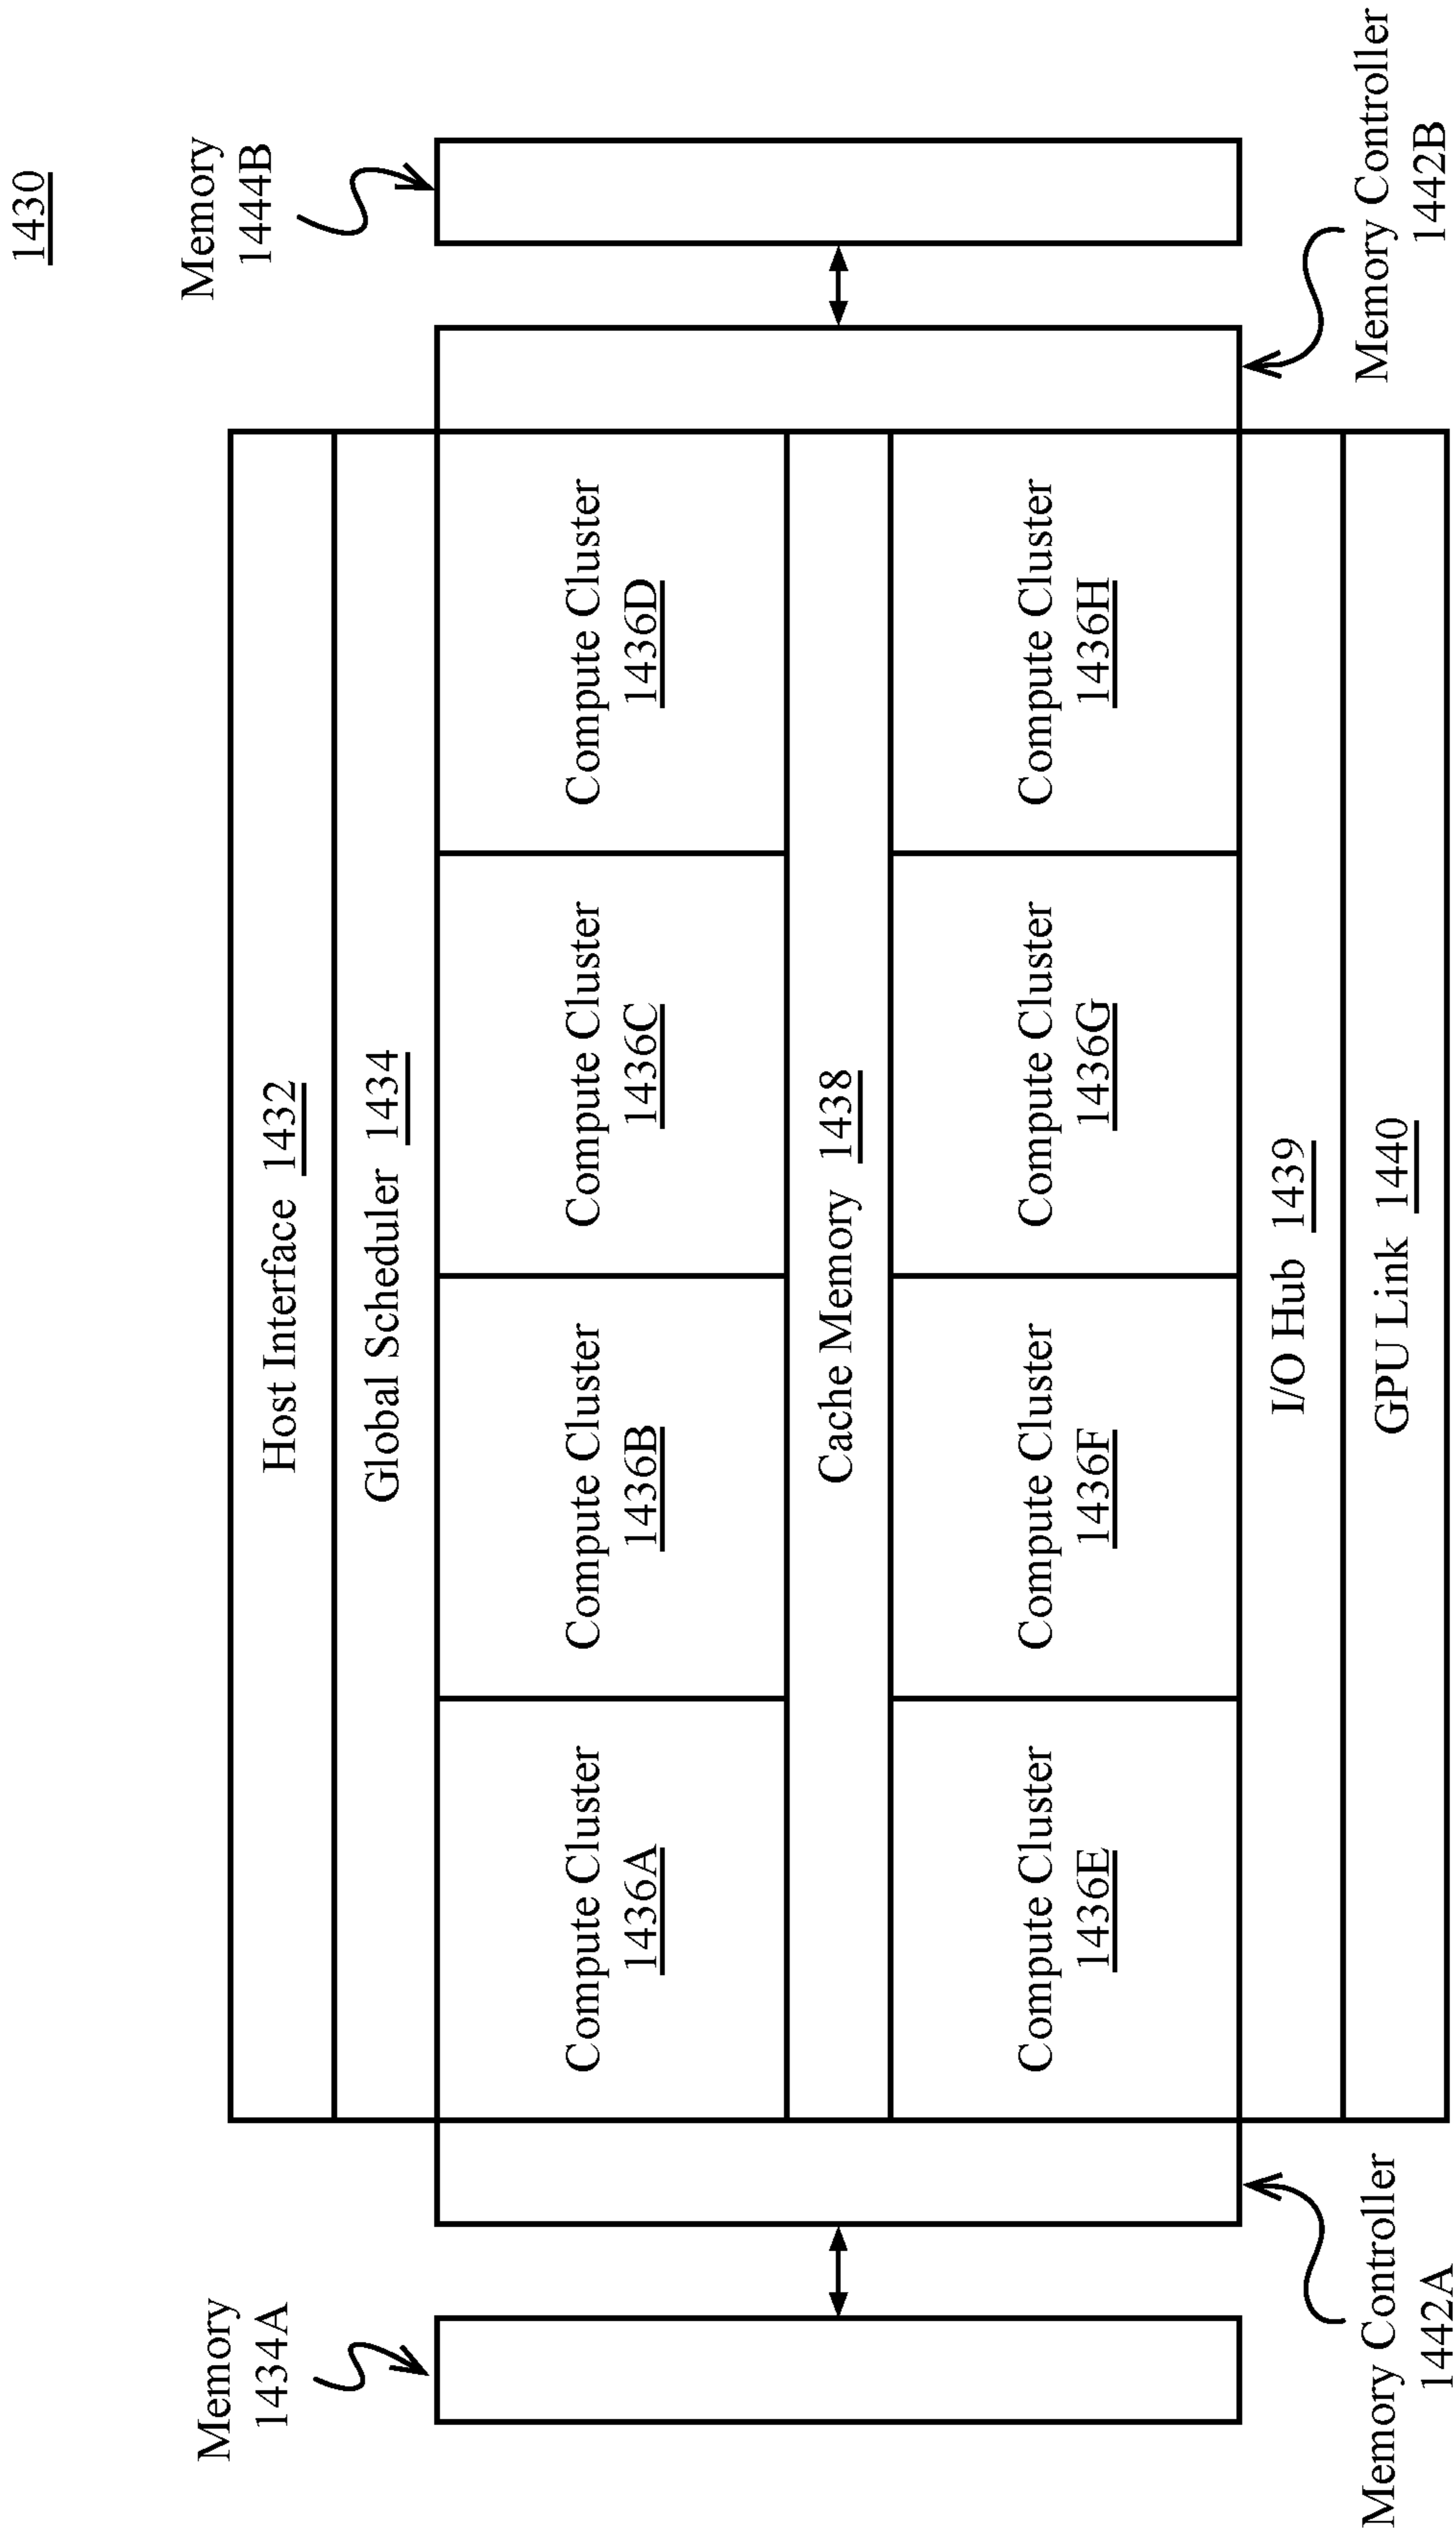 1430
Memory
1434A
Memory
1444B
Host Interface 1432
Global Scheduler 1434
Compute Cluster
1436A
Compute Cluster
1436B
Compute Cluster
1436C
Compute Cluster
1436D
Cache Memory 1438
Compute Cluster
1436E
Compute Cluster
1436F
Compute Cluster
1436G
Compute Cluster
1436H
I/O Hub 1439
GPU Link 1440
Memory Controller
1442A
Memory Controller
1442B